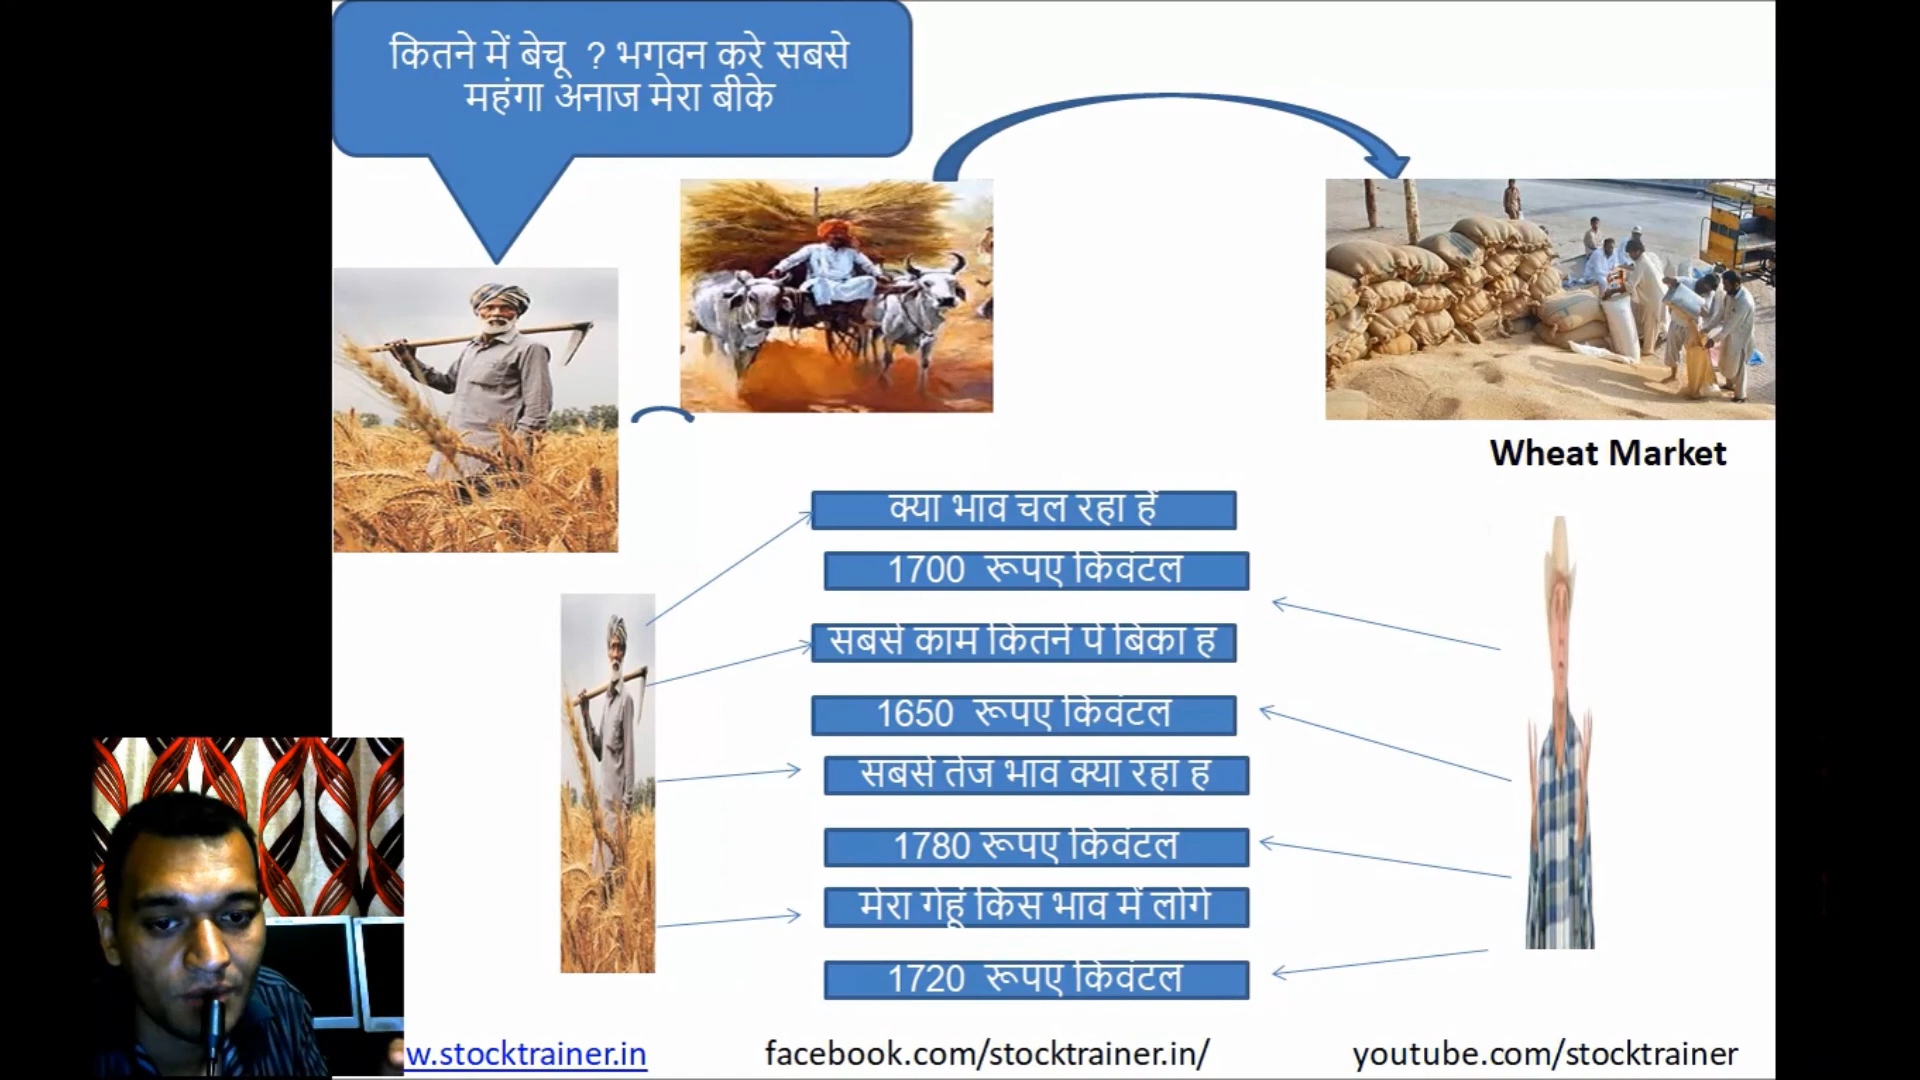 कितने में बेचू ? भगवन करे सबसे
महंगा अनाज मेरा बीके
Wheat Market
क्या भाव चल रहा हें
1700 रूपए किवंटल
सबसे काम कितने पे बिका ह
1650 रूपए किवंटल
सबसे तेज भाव क्या रहा ह
1780 रूपए किवंटल
मेरा गेहूं किस भाव में लोगे
1720 रूपए किवंटल
w.stocktrainer.in
facebook.com/stocktrainer.in/
youtube.com/stocktrainer